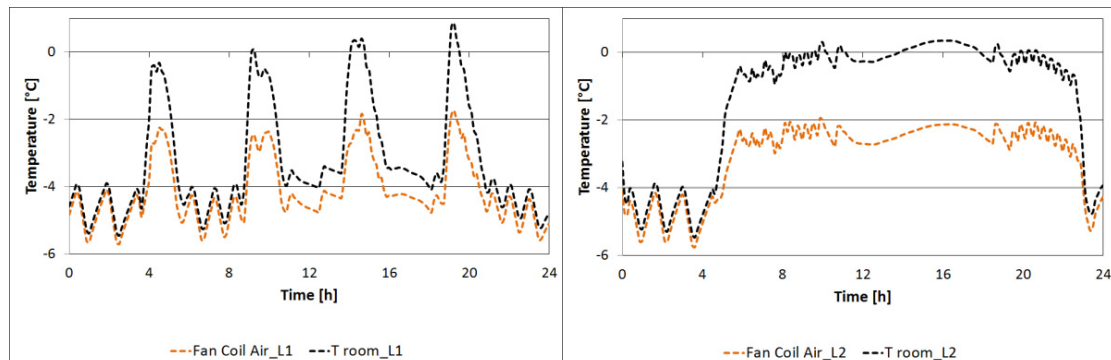 Temperature [°C]
0
-2
-4
-6
0 4 8 12 16 20 24
Time [h]
Fan Coil Air_L1 T room_L1
Temperature [°C]
0
-2
-4
-6
0 4 8 12 16 20 24
Time [h]
Fan Coil Air_L2 T room_L2